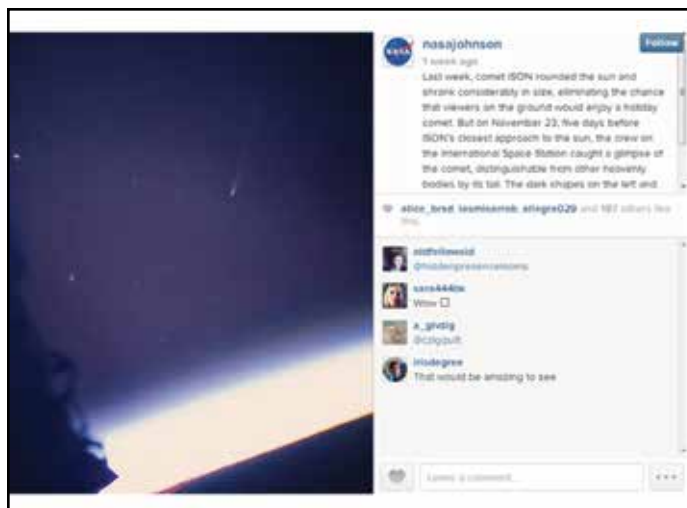 NASA
nasajohnson
Follow
1 week ago
Last week, comet ISON rounded the sun and
shrank considerably in size, eliminating the chance
that viewers on the ground would enjoy a holiday
comet. But on November 23, five days before
ISON's closest approach to the sun, the crew on
the International Space Station caught a glimpse
of the comet, distinguishable from other heavenly
bodies by its tail. The dark shapes on the left and
and 107 others like
this.
Wow
a_givzig
That would be amazing to see
Leave a comment...